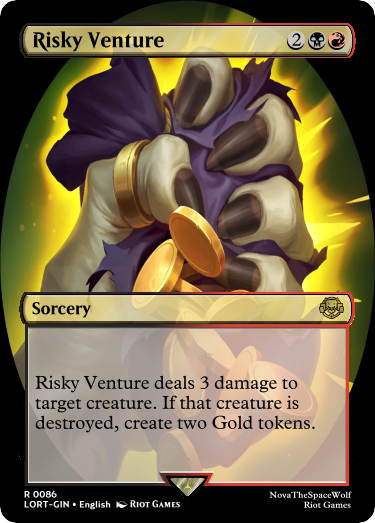 Risky Venture 2
Sorcery
Risky Venture deals 3 damage to
target creature. If that creature is
destroyed, create two Gold tokens.
R 0086
LORT-GIN • English Riot Games
NovaTheSpaceWolf
Riot Games